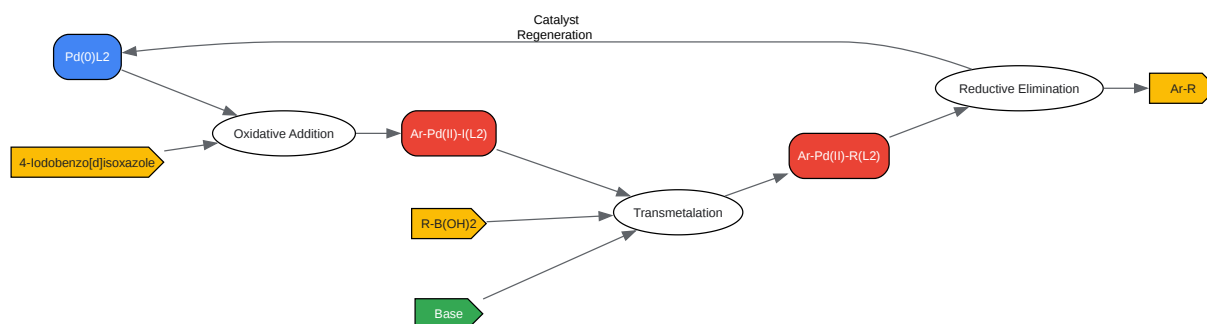 Catalyst
Regeneration
Pd(0)L2
Reductive Elimination
Ar-R
Oxidative Addition
Ar-Pd(II)-I(L2)
4-Iodobenzo[d]isoxazole
Ar-Pd(II)-R(L2)
R-B(OH)2
Transmetalation
Base